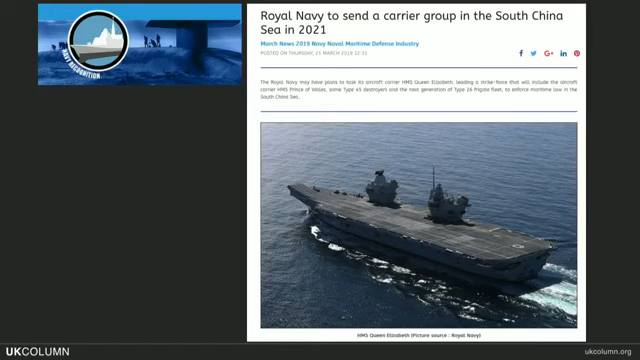 NAVY RECOGNITION
Royal Navy to send a carrier group in the South China
Sea in 2021
March News 2019 Navy Naval Maritime Defense Industry
POSTED ON THURSDAY, 21 MARCH 2019 12:11
The Royal Navy may have plans to task its aircraft carrier HMS Queen Elizabeth, leading a strike-force that will include the aircraft
carrier HMS Prince of Wales, some Type 45 destroyers and the next generation of Type 26 frigate fleet, to enforce maritime law in the
South China Sea.
HMS Queen Elizabeth (Picture source : Royal Navy)
UKCOLUMN
ukcolumn.org